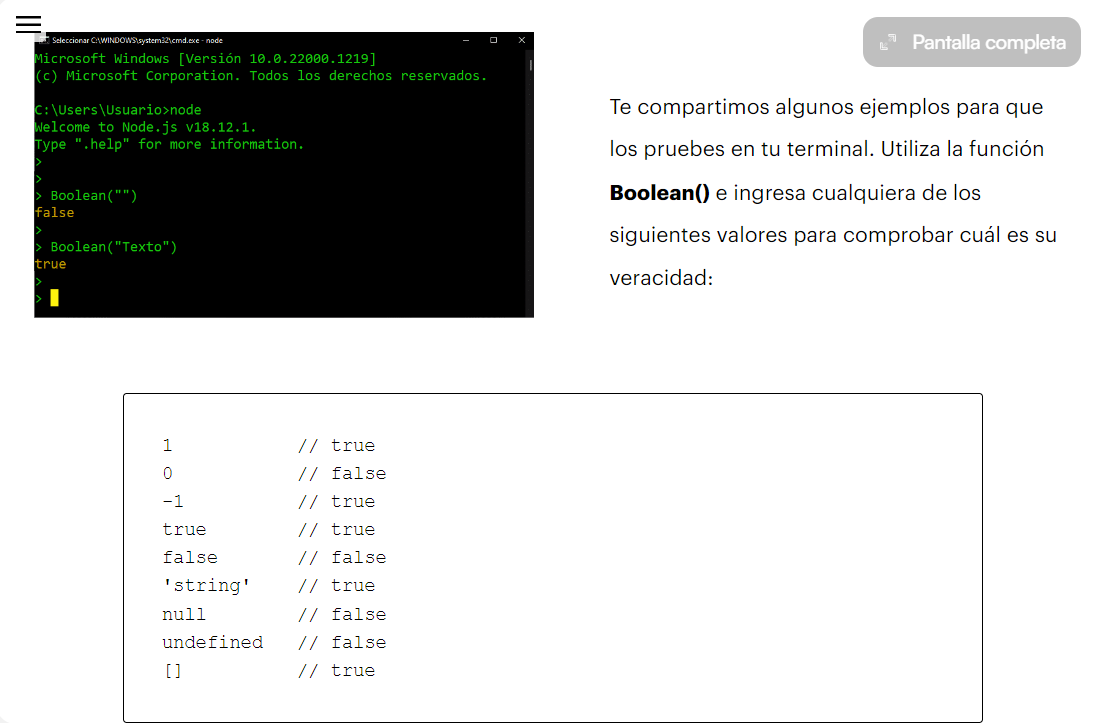 Seleccionar C:\WINDOWS\system32\cmd.exe - node
Microsoft Windows [Versión 10.0.22000.1219]
(c) Microsoft Corporation. Todos los derechos reservados.
C:\Users\Usuario>node
Welcome to Node.js v18.12.1.
Type ".help" for more information.
>
>
> Boolean("")
false
>
> Boolean("Texto")
true
>
>
Pantalla completa
Te compartimos algunos ejemplos para que
los pruebes en tu terminal. Utiliza la función
Boolean() e ingresa cualquiera de los
siguientes valores para comprobar cuál es su
veracidad:
1 // true
0 // false
-1 // true
true // true
false // false
'string' // true
null // false
undefined // false
[] // true